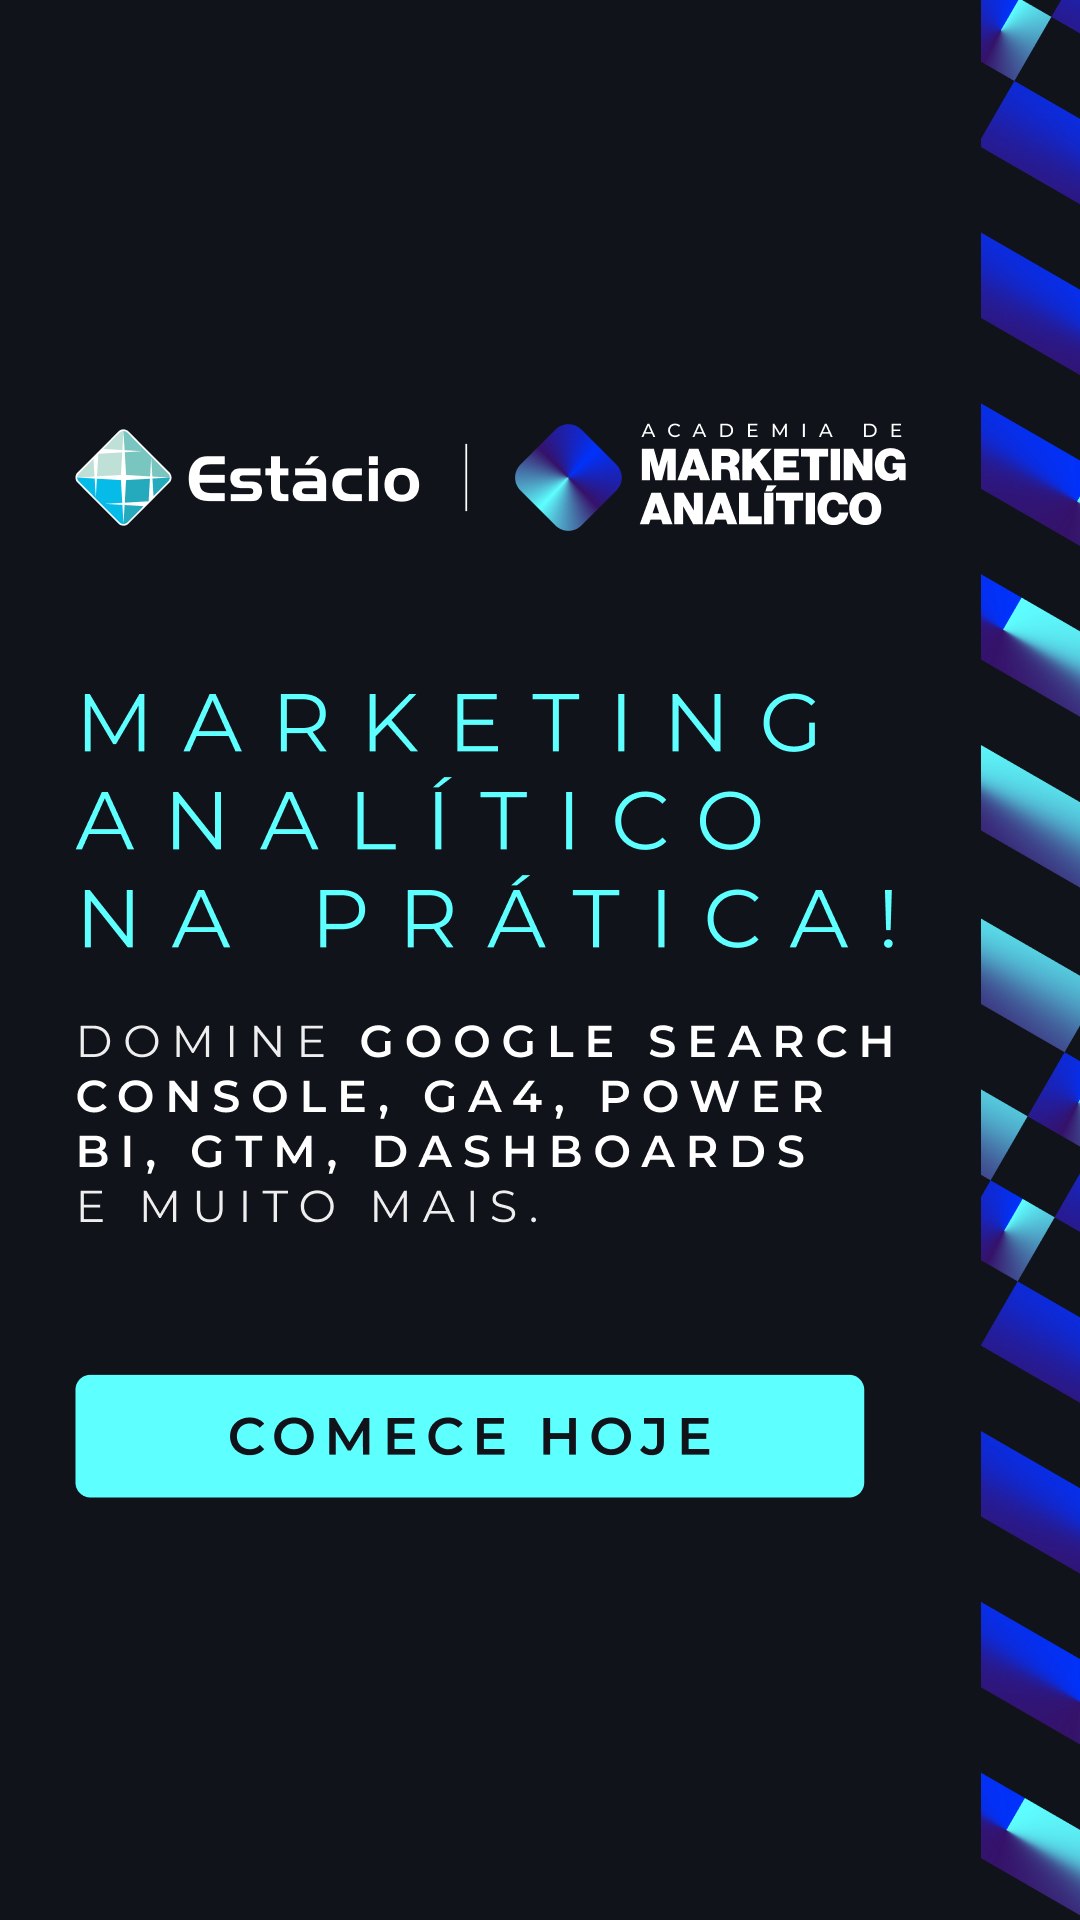 Estácio
ACADEMIA DE
MARKETING
ANALÍTICO
MARKETING
ANALÍTICO
NA PRÁTICA!
DOMINE GOOGLE SEARCH
CONSOLE, GA4, POWER
BI, GTM, DASHBOARDS
E MUITO MAIS.
COMECE HOJE